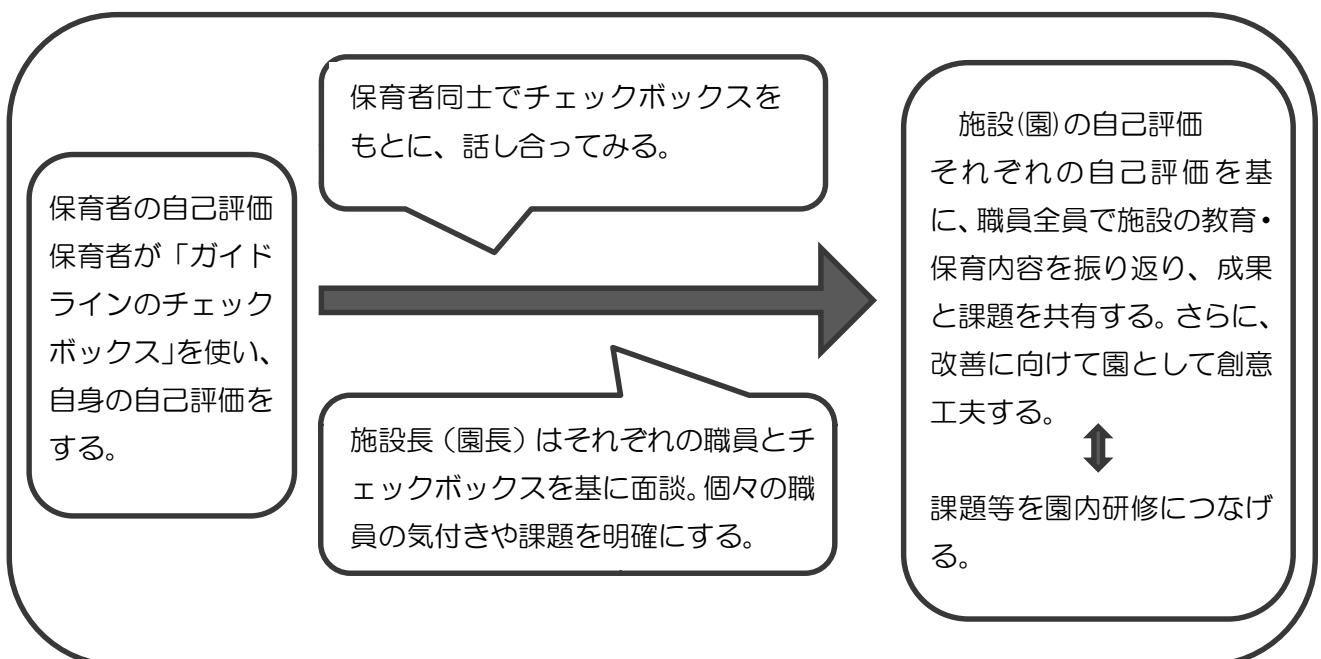 保育者の自己評価
保育者が「ガイド
ラインのチェック
ボックス」を使い、
自身の自己評価を
する。
保育者同士でチェックボックスを
もとに、話し合ってみる。
施設長（園長）はそれぞれの職員とチ
ェックボックスを基に面談。個々の職
員の気付きや課題を明確にする。
施設(園)の自己評価
それぞれの自己評価を基
に、職員全員で施設の教育・
保育内容を振り返り、成果
と課題を共有する。さらに、
改善に向けて園として創意
工夫する。
課題等を園内研修につなげ
る。